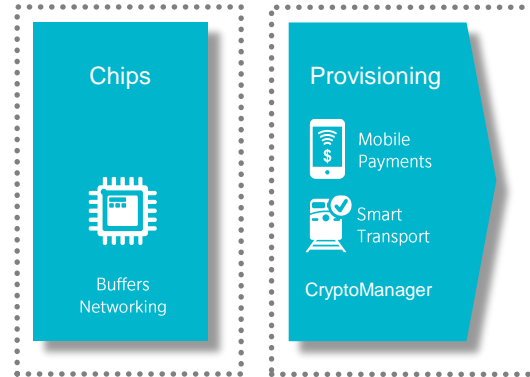 Chips
Buffers
Networking
Provisioning
$
Mobile
Payments
Smart
Transport
CryptoManager